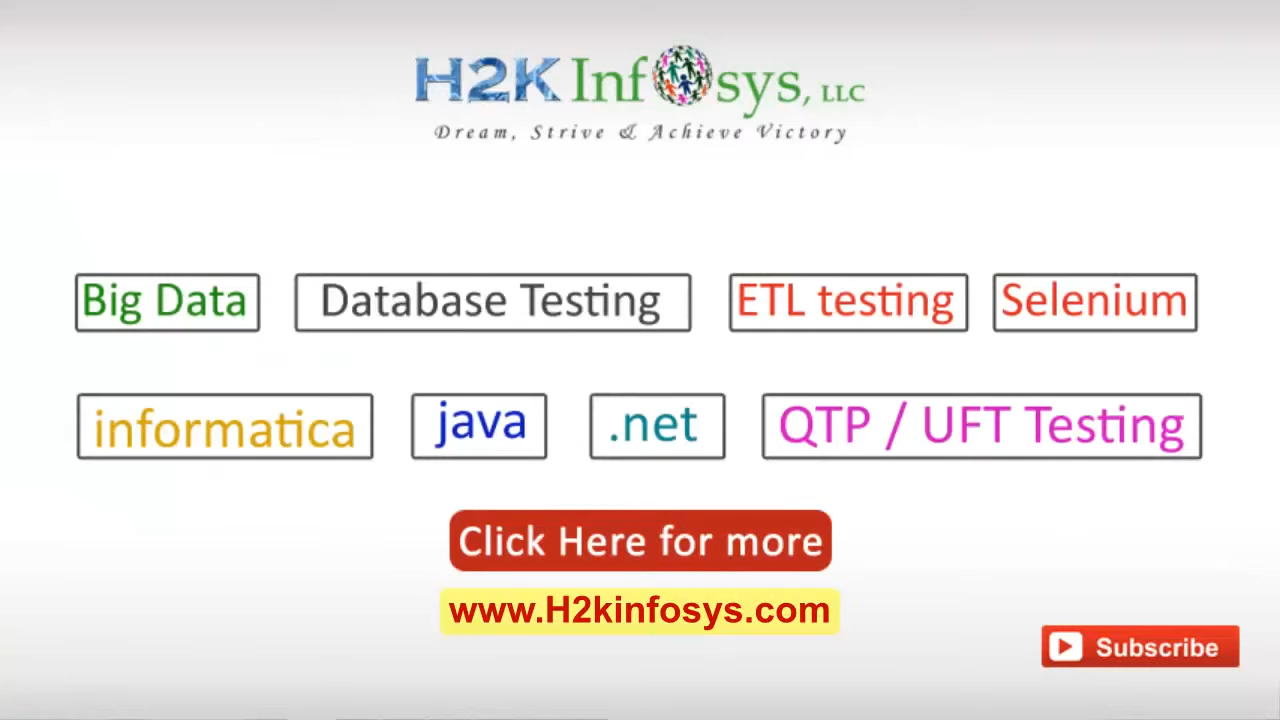 H2K Infosys, LLC
Dream, Strive & Achieve Victory
Big Data Database Testing ETL testing Selenium
informatica java .net QTP / UFT Testing
Click Here for more
www.H2kinfosys.com
Subscribe